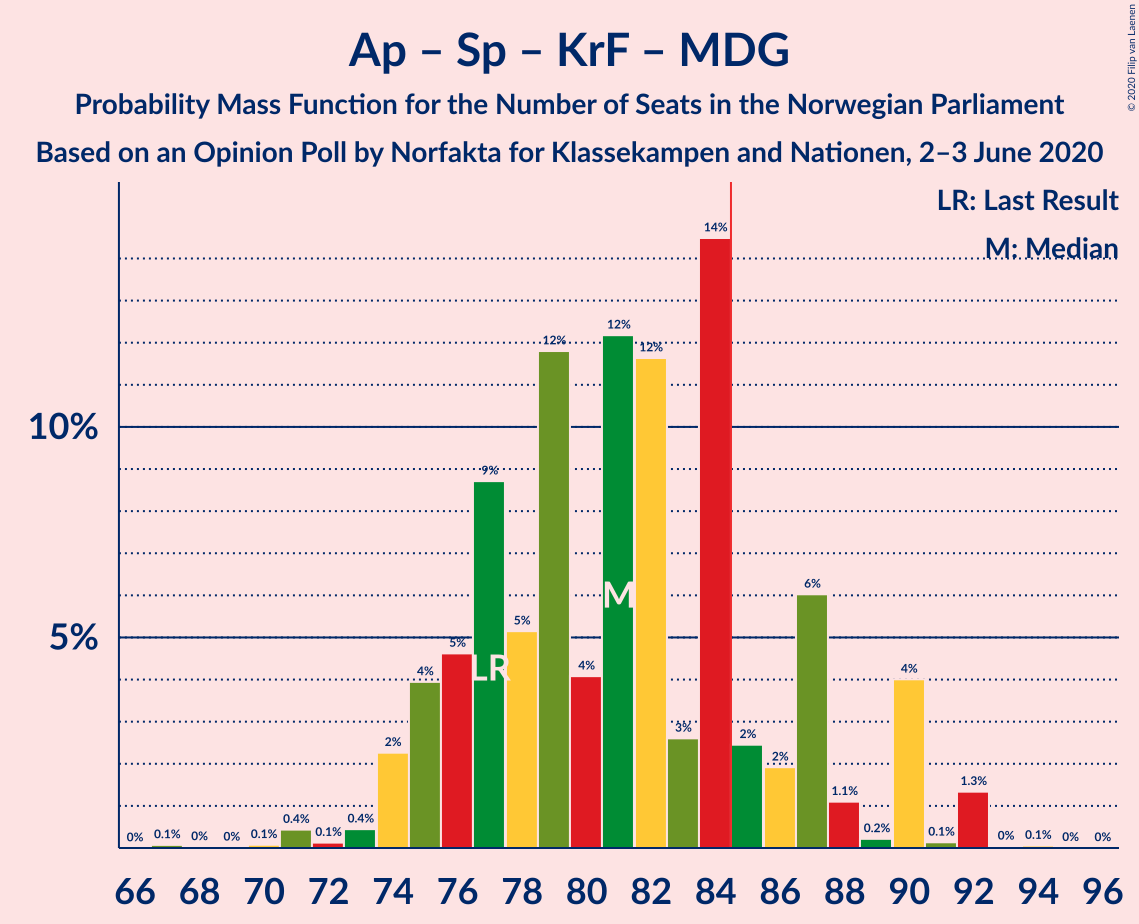 Ap – Sp – KrF – MDG
Probability Mass Function for the Number of Seats in the Norwegian Parliament
Based on an Opinion Poll by Norfakta for Klassekampen and Nationen, 2–3 June 2020
© 2020 Filip van Laenen
LR: Last Result
M: Median
10%
5%
0% 0.1% 0% 0% 0.1% 0.4% 0.1% 0.4% 2% 4% 5% 9% 5% 12% 4% 12% 12% 3% 14% 2% 2% 6% 1.1% 0.2% 4% 0.1% 1.3% 0% 0.1% 0% 0%
LR
M
66 68 70 72 74 76 78 80 82 84 86 88 90 92 94 96